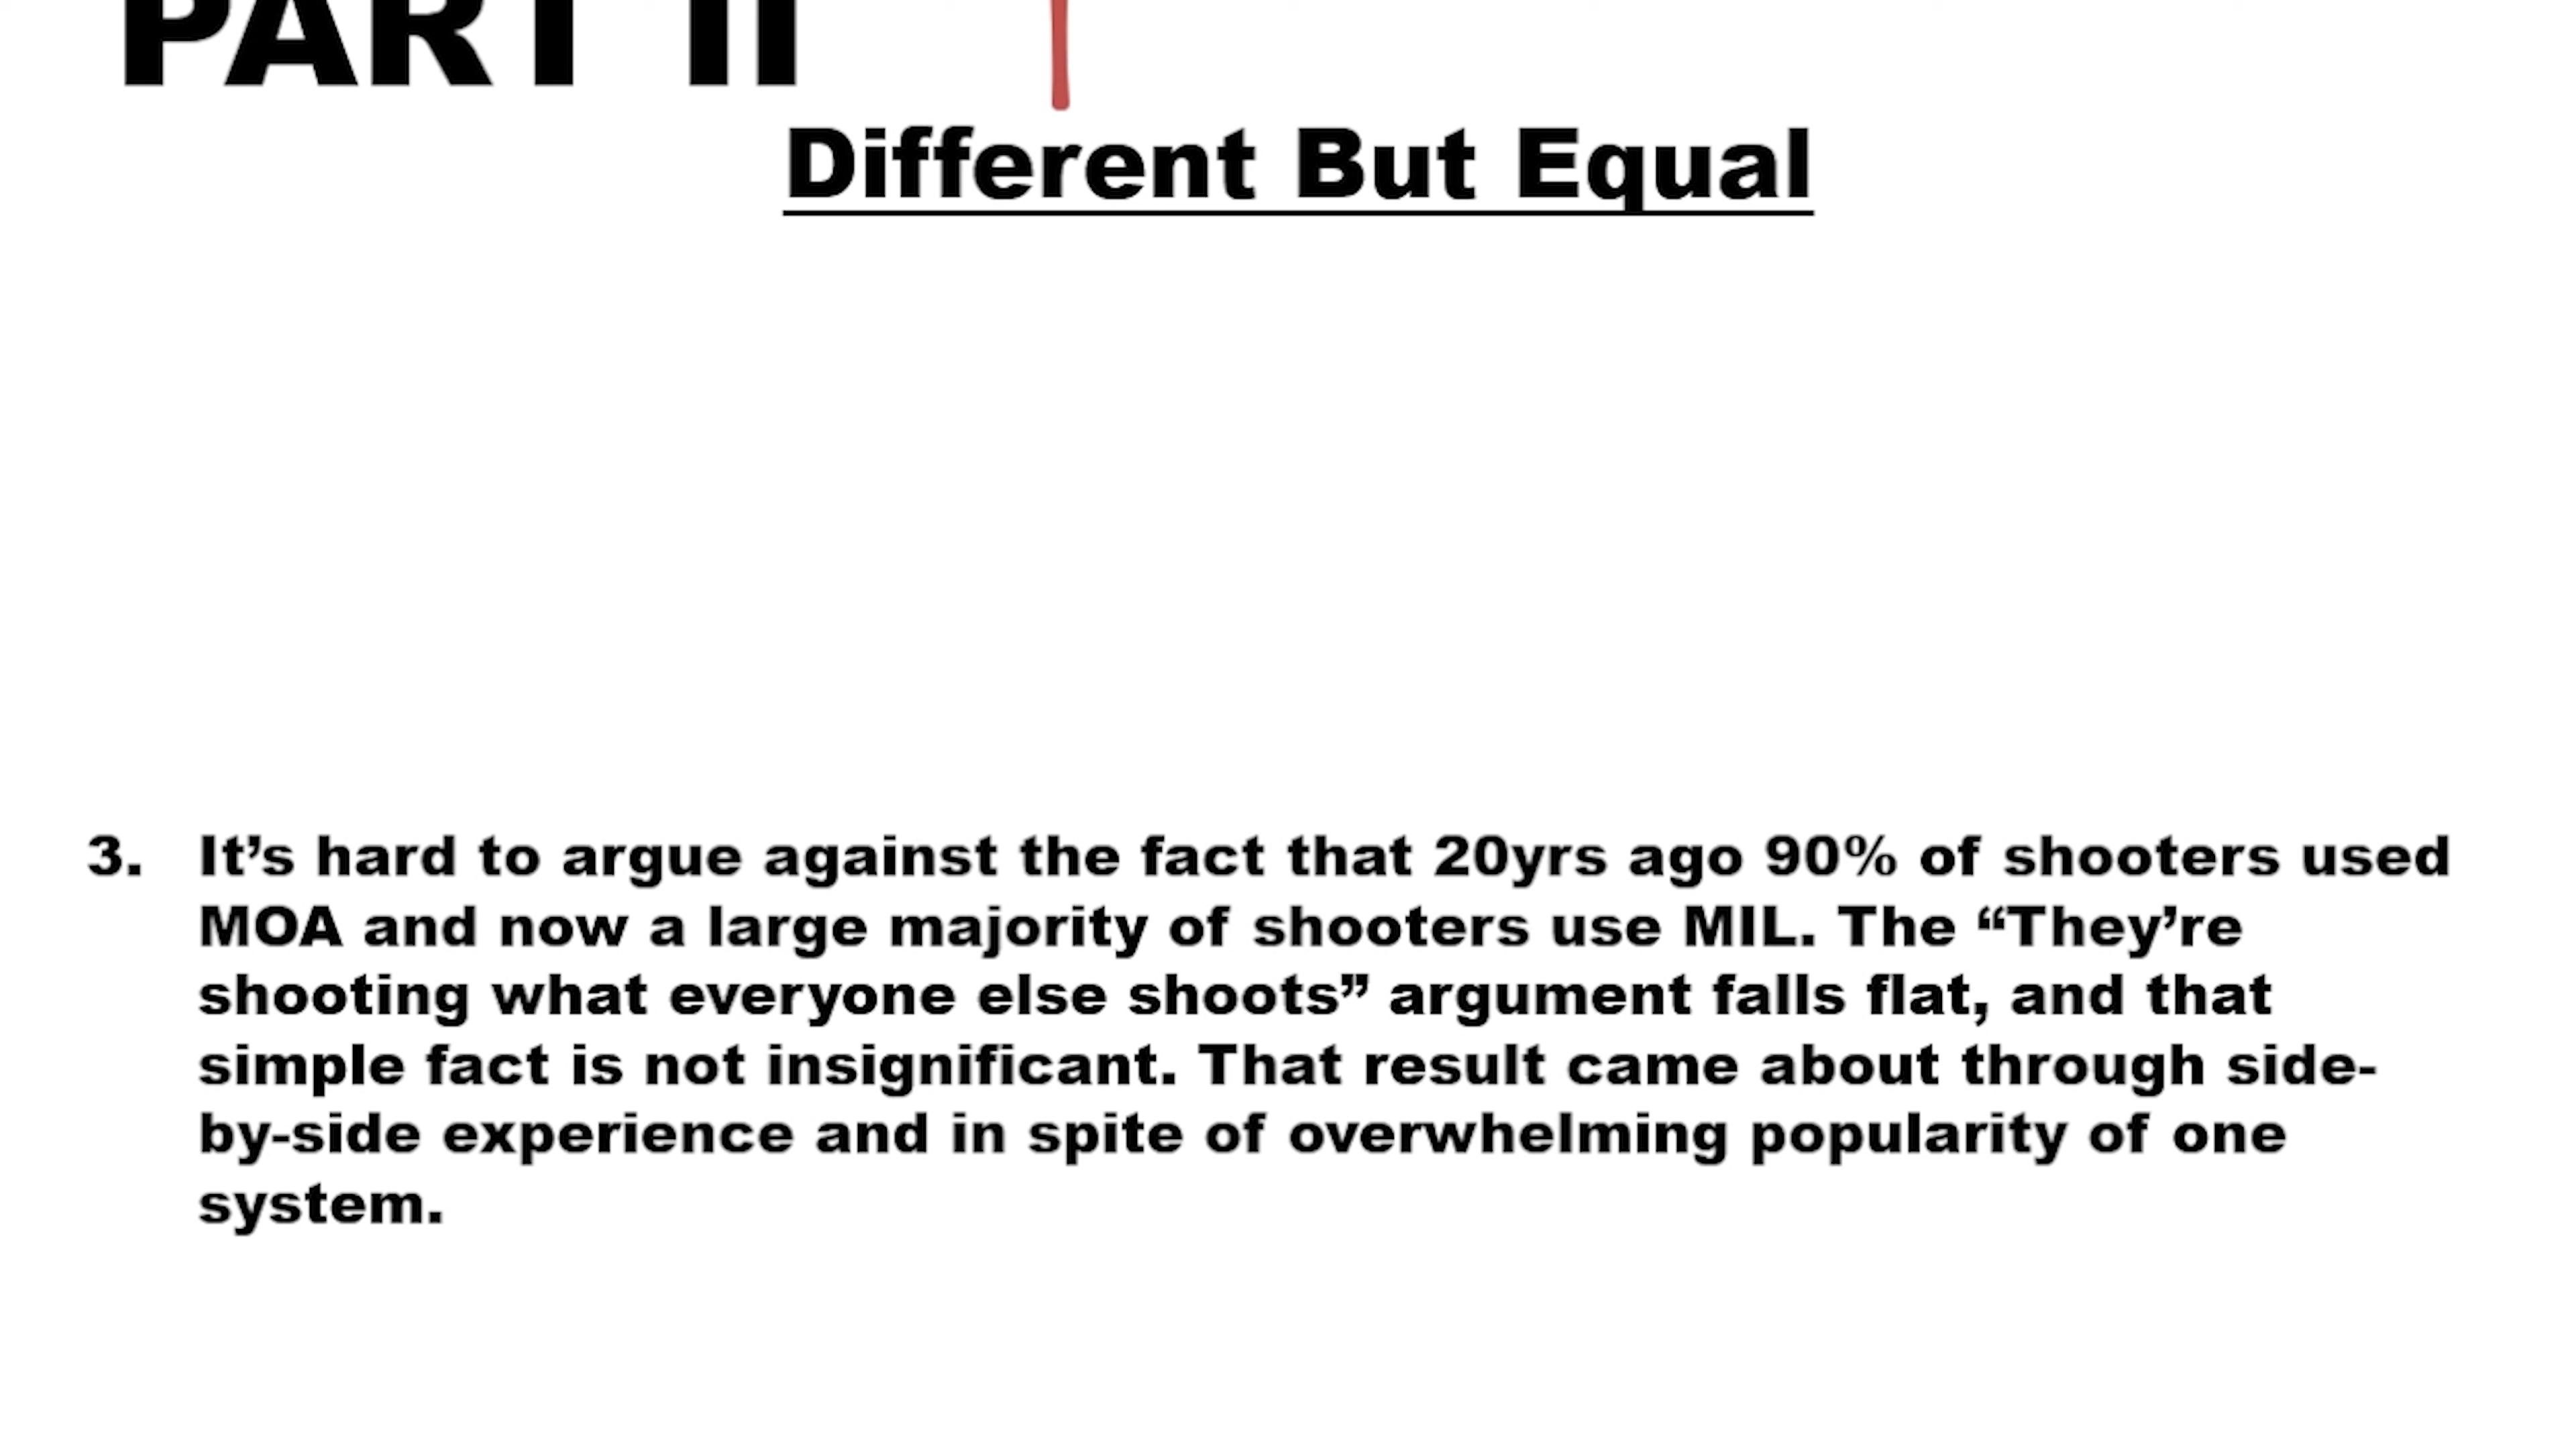 PART II
Different But Equal
3. It’s hard to argue against the fact that 20yrs ago 90% of shooters used
MOA and now a large majority of shooters use MIL. The “They’re
shooting what everyone else shoots” argument falls flat, and that
simple fact is not insignificant. That result came about through side-
by-side experience and in spite of overwhelming popularity of one
system.